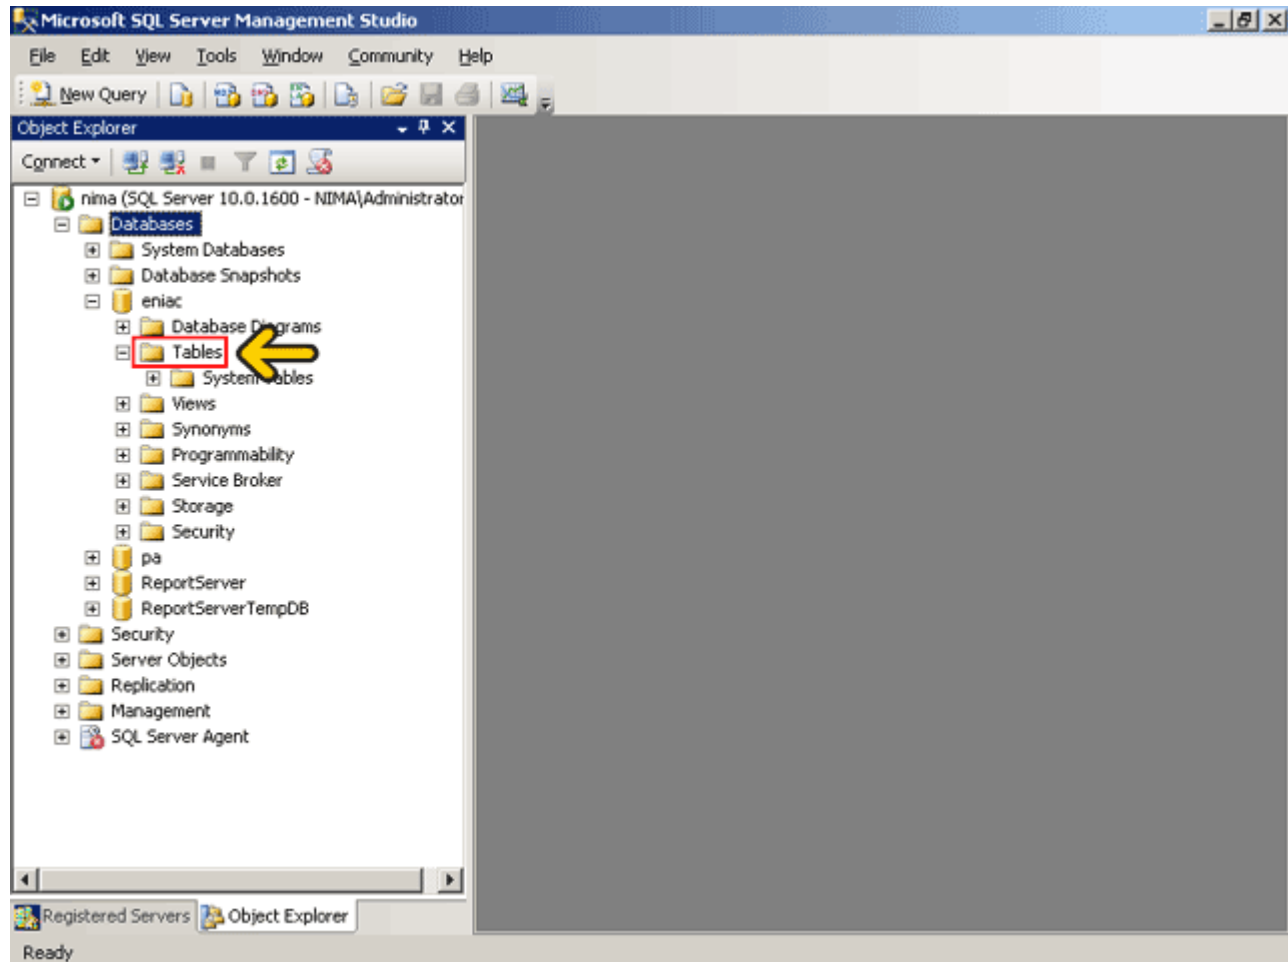 Microsoft SQL Server Management Studio
File Edit View Tools Window Community Help
New Query
Object Explorer
Connect
nima (SQL Server 10.0.1600 - NIMA\Administrator
Databases
System Databases
Database Snapshots
eniac
Database Diagrams
Tables
System Tables
Views
Synonyms
Programmability
Service Broker
Storage
Security
pa
ReportServer
ReportServerTempDB
Security
Server Objects
Replication
Management
SQL Server Agent
Registered Servers Object Explorer
Ready